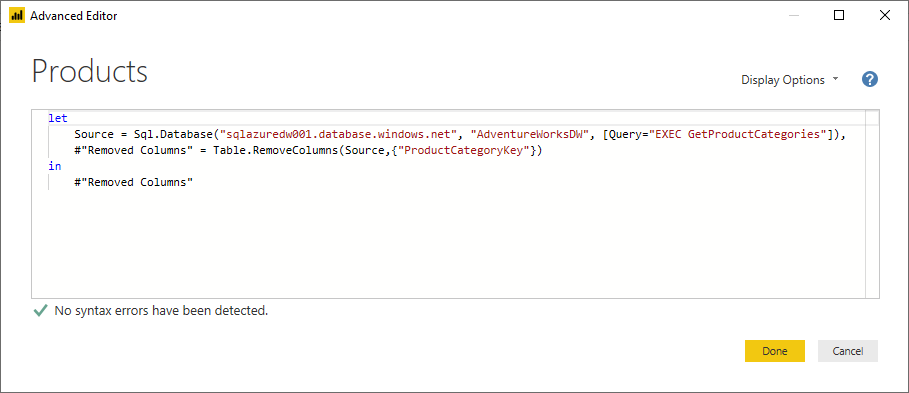 Advanced Editor
Products
Display Options
?
let
Source = Sql.Database("sqlazuredw001.database.windows.net", "AdventureWorksDW", [Query="EXEC GetProductCategories"]),
#"Removed Columns" = Table.RemoveColumns(Source,{"ProductCategoryKey"})
in
#"Removed Columns"
No syntax errors have been detected.
Done
Cancel